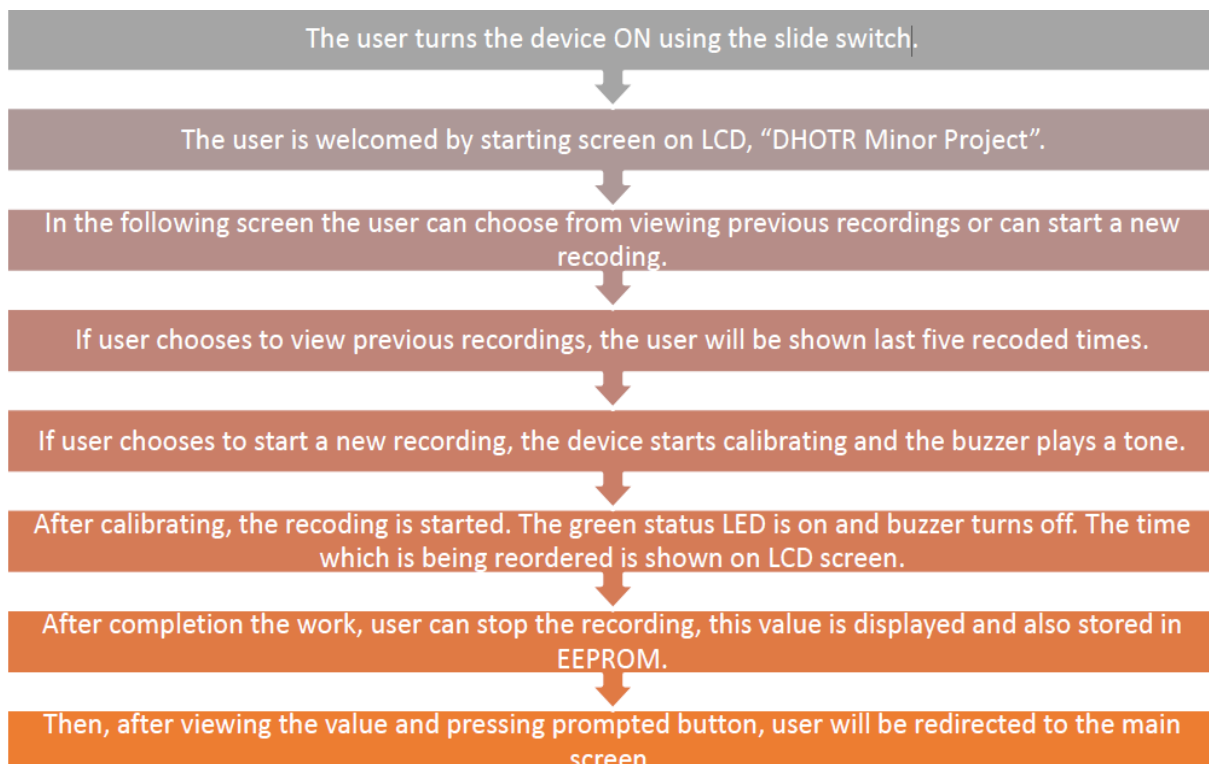 The user turns the device ON using the slide switch.
The user is welcomed by starting screen on LCD, “DHOTR Minor Project”.
In the following screen the user can choose from viewing previous recordings or can start a new
recoding.
If user chooses to view previous recordings, the user will be shown last five recoded times.
If user chooses to start a new recording, the device starts calibrating and the buzzer plays a tone.
After calibrating, the recoding is started. The green status LED is on and buzzer turns off. The time
which is being reordered is shown on LCD screen.
After completion the work, user can stop the recording, this value is displayed and also stored in
EEPROM.
Then, after viewing the value and pressing prompted button, user will be redirected to the main
screen.